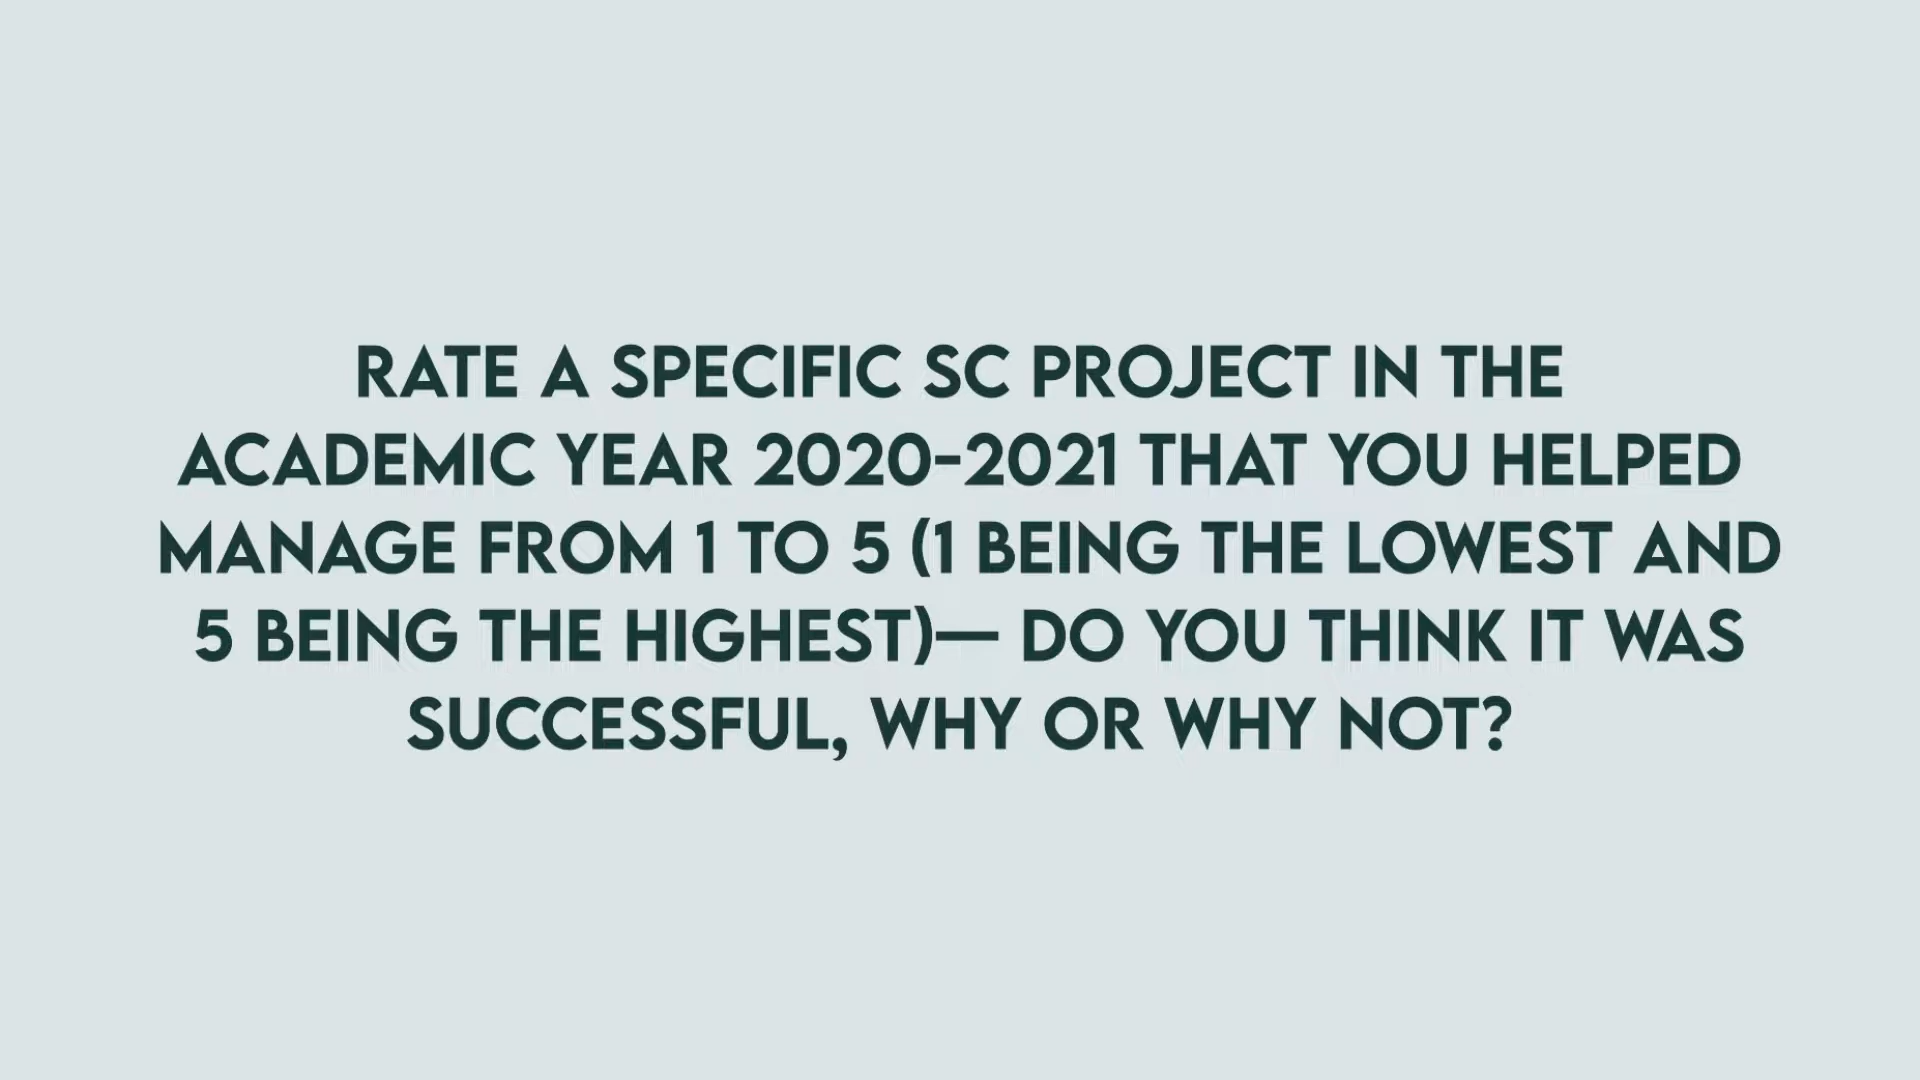 RATE A SPECIFIC SC PROJECT IN THE
ACADEMIC YEAR 2020-2021 THAT YOU HELPED
MANAGE FROM 1 TO 5 (1 BEING THE LOWEST AND
5 BEING THE HIGHEST)— DO YOU THINK IT WAS
SUCCESSFUL, WHY OR WHY NOT?